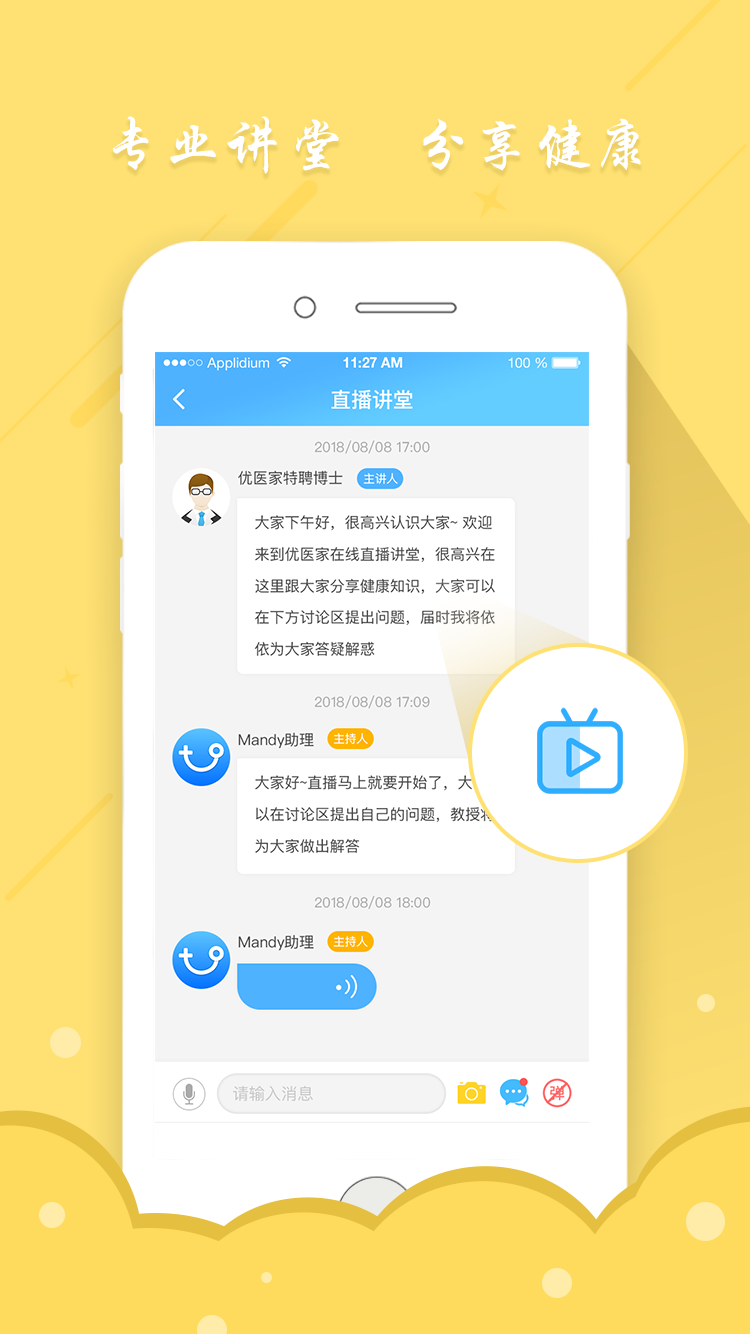 专业讲堂 分享健康
Applidium 11:27 AM 100 %
直播讲堂
2018/08/08 17:00
优医家特聘博士 主讲人
大家下午好，很高兴认识大家~ 欢迎
来到优医家在线直播讲堂，很高兴在
这里跟大家分享健康知识，大家可以
在下方讨论区提出问题，届时我将依
依为大家答疑解惑
2018/08/08 17:09
Mandy助理 主持人
大家好~直播马上就要开始了，大
以在讨论区提出自己的问题，教授将
为大家做出解答
2018/08/08 18:00
Mandy助理 主持人
请输入消息
弹